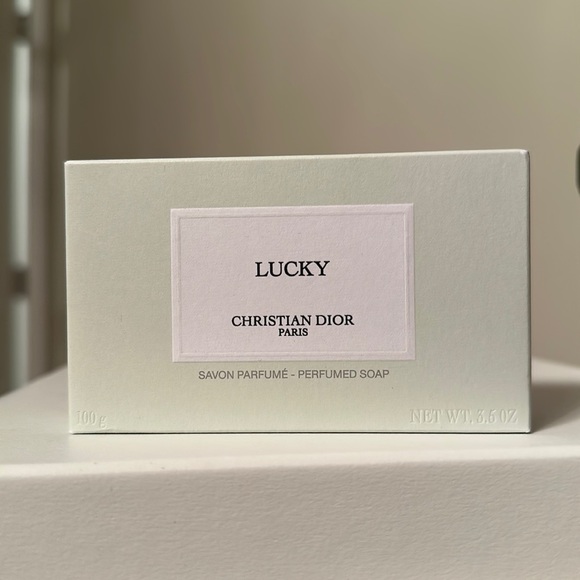 LUCKY
CHRISTIAN DIOR
PARIS
SAVON PARFUMÉ - PERFUMED SOAP
100 g
NET WT. 3.5 OZ